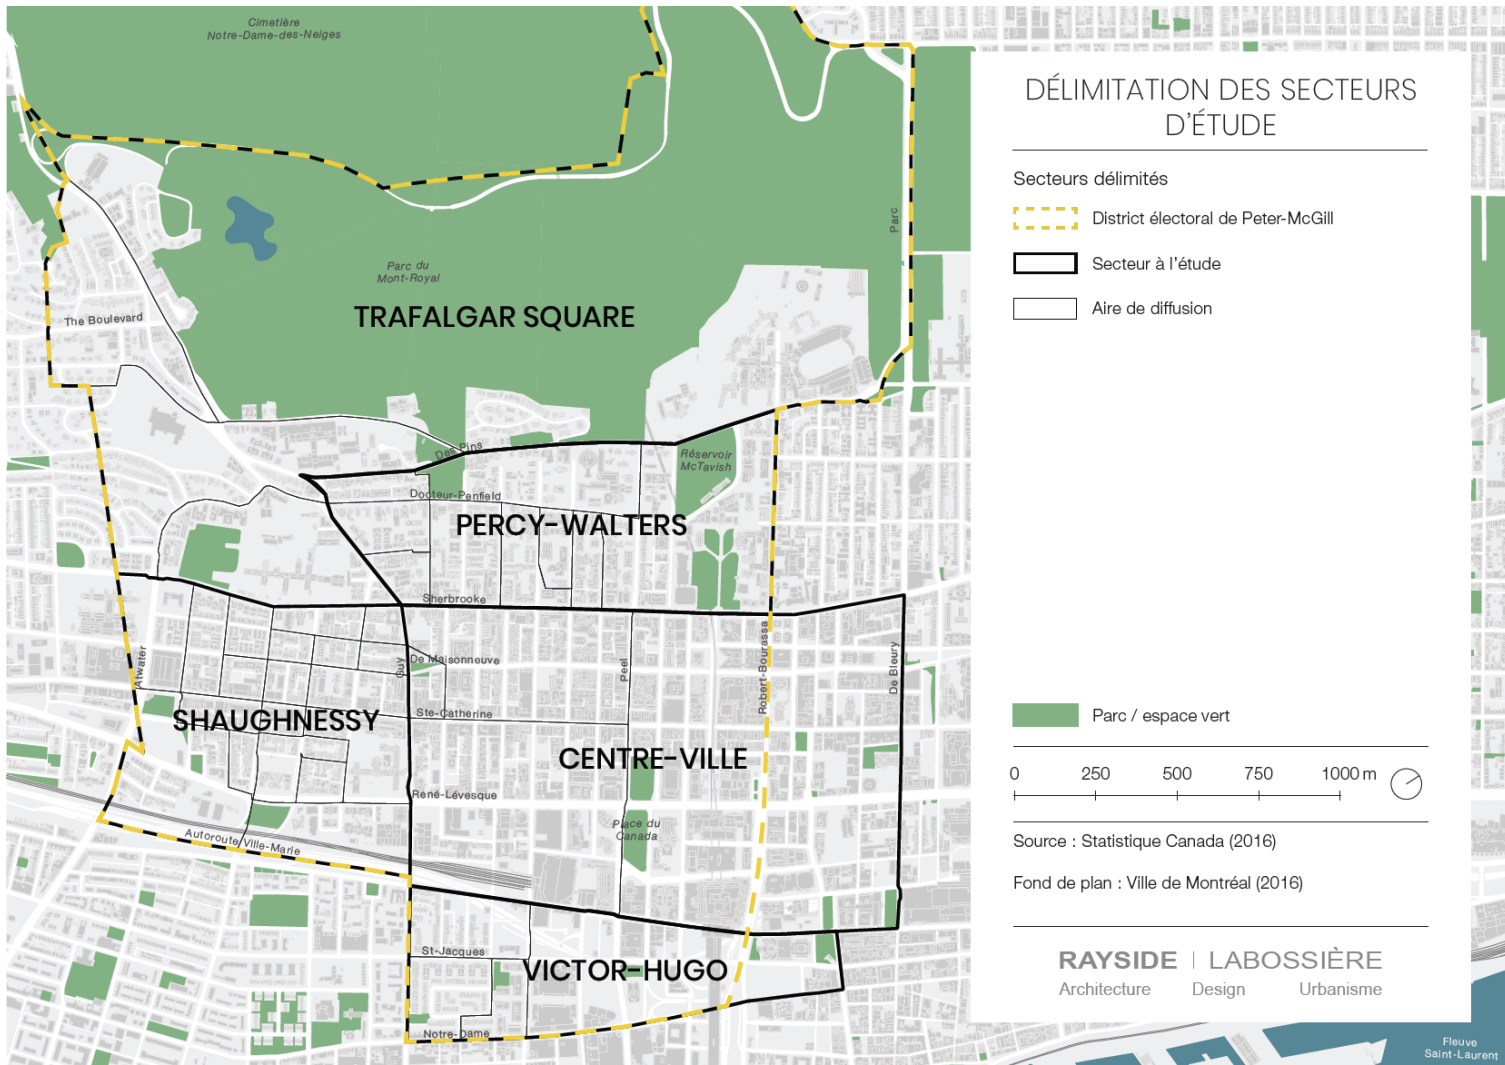 Cimetière
Notre-Dame-des-Neiges
Parc du
Mont-Royal
TRAFALGAR SQUARE
The Boulevard
Parc
Des Pins
Réservoir
McTavish
Docteur-Penfield
PERCY-WALTERS
Sherbrooke
Atwater
Guy
De Maisonneuve
Peel
Robert-Bourassa
De Bleury
Ste-Catherine
SHAUGHNESSY
CENTRE-VILLE
René-Lévesque
Place du
Canada
Autoroute Ville-Marie
St-Jacques
VICTOR-HUGO
Notre-Dame
DÉLIMITATION DES SECTEURS
D'ÉTUDE
Secteurs délimités
District électoral de Peter-McGill
Secteur à l'étude
Aire de diffusion
Parc / espace vert
0 250 500 750 1000 m
Source : Statistique Canada (2016)
Fond de plan : Ville de Montréal (2016)
RAYSIDE | LABOSSIÈRE
Architecture Design Urbanisme
Fleuve
Saint-Laurent